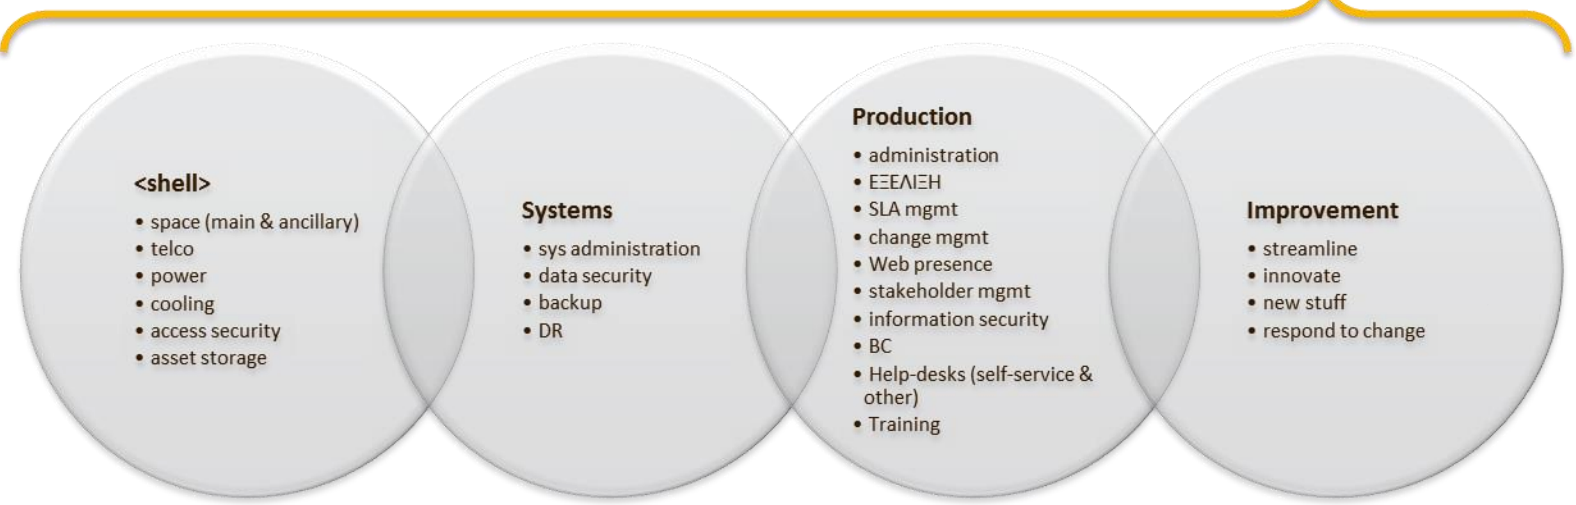 <shell>
• space (main & ancillary)
• telco
• power
• cooling
• access security
• asset storage
Systems
• sys administration
• data security
• backup
• DR
Production
• administration
• ΕΞΕΛΙΞΗ
• SLA mgmt
• change mgmt
• Web presence
• stakeholder mgmt
• information security
• BC
• Help-desks (self-service &
other)
• Training
Improvement
• streamline
• innovate
• new stuff
• respond to change